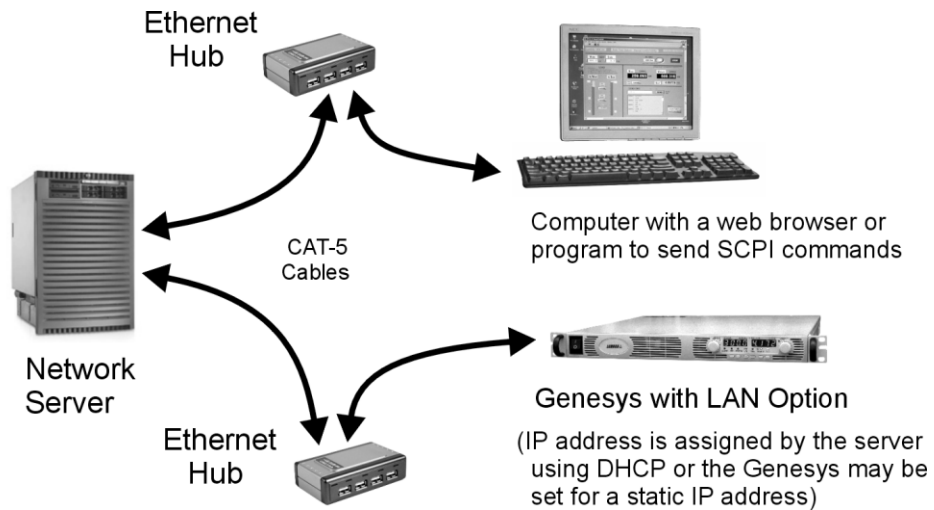 Ethernet
Hub
Computer with a web browser or
program to send SCPI commands
CAT-5
Cables
Network
Server
Genesys with LAN Option
Ethernet
Hub
(IP address is assigned by the server
using DHCP or the Genesys may be
set for a static IP address)